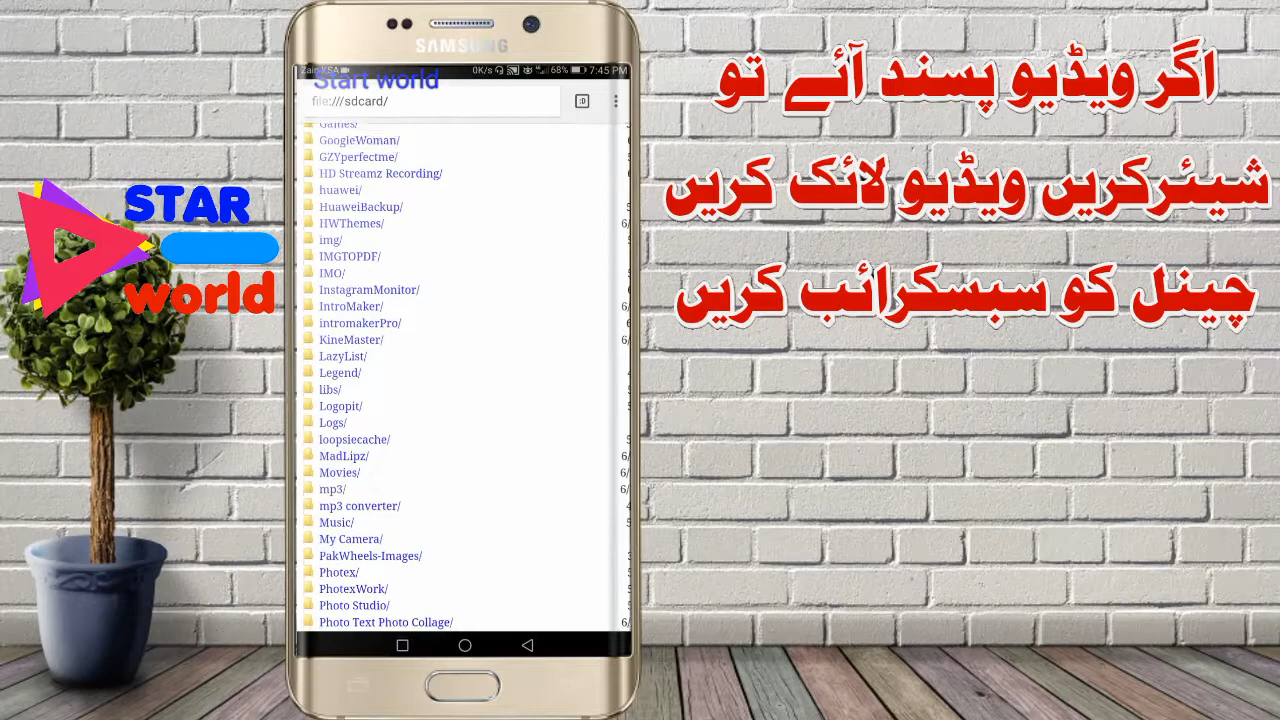 SAMSUNG
Zain-KSA 0K/s 68% 7:45 PM
Start world
file:///sdcard/
:D
Games/
GoogleWoman/
GZYperfectme/
HD Streamz Recording/
huawei/
HuaweiBackup/
HWThemes/
img/
IMGTOPDF/
IMO/
InstagramMonitor/
IntroMaker/
intromakerPro/
KineMaster/
LazyList/
Legend/
libs/
Logopit/
Logs/
loopsiecache/
MadLipz/
Movies/
mp3/
mp3 converter/
Music/
My Camera/
PakWheels-Images/
Photex/
PhotexWork/
Photo Studio/
Photo Text Photo Collage/
STAR
world
اگر ویڈیو پسند آئے تو
شیئرکریں ویڈیو لائک کریں
چینل کو سبسکرائب کریں